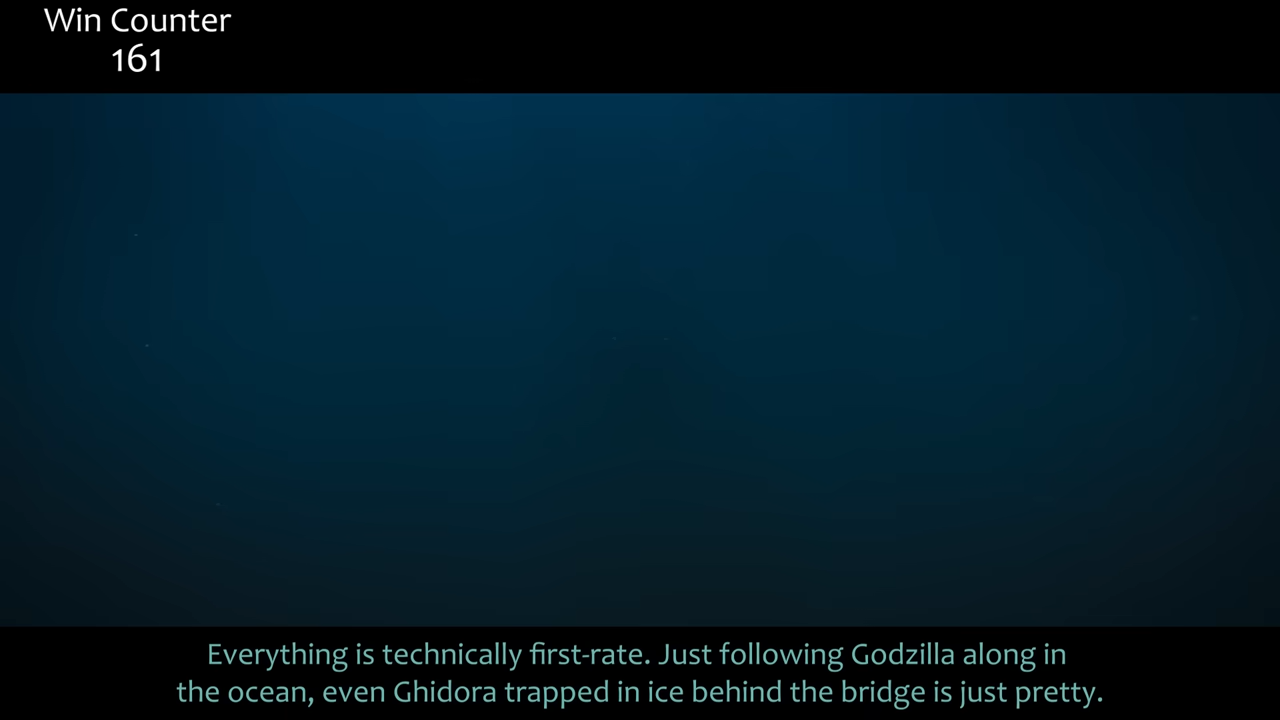 Win Counter
161
Everything is technically first-rate. Just following Godzilla along in
the ocean, even Ghidora trapped in ice behind the bridge is just pretty.